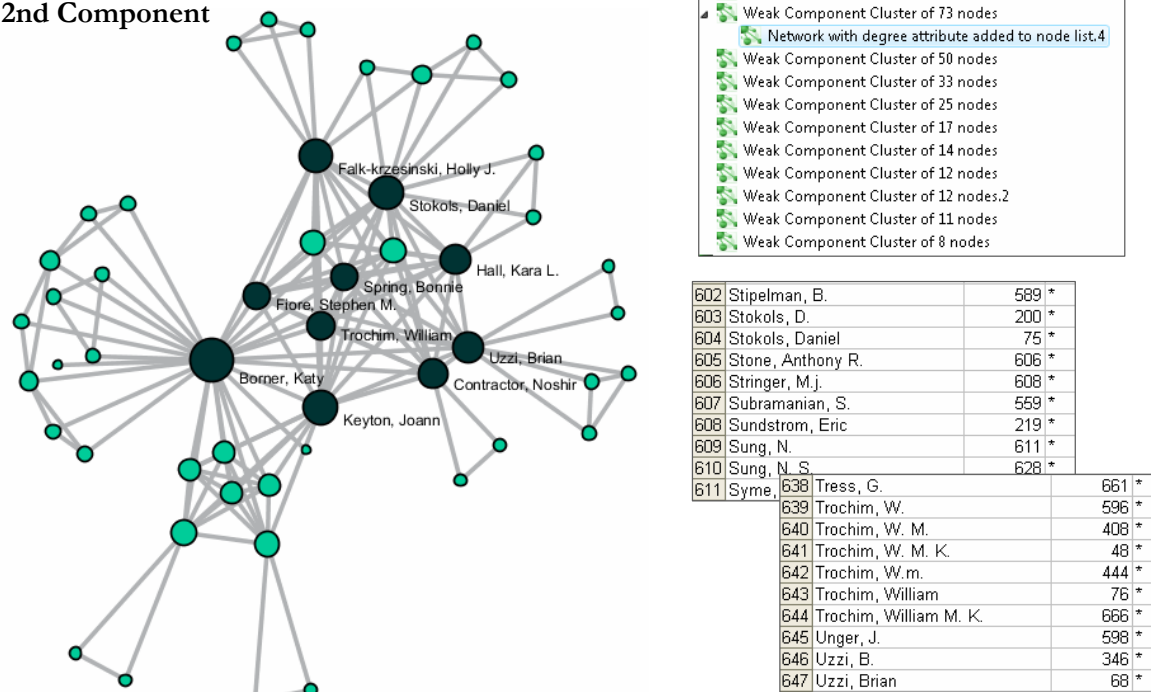 2nd Component
Falk-krzesinski, Holly J.
Stokols, Daniel
Hall, Kara L.
Spring, Bonnie
Fiore, Stephen M.
Trochim, William
Uzzi, Brian
Borner, Katy
Contractor, Noshir
Keyton, Joann
Weak Component Cluster of 73 nodes
Network with degree attribute added to node list.4
Weak Component Cluster of 50 nodes
Weak Component Cluster of 33 nodes
Weak Component Cluster of 25 nodes
Weak Component Cluster of 17 nodes
Weak Component Cluster of 14 nodes
Weak Component Cluster of 12 nodes
Weak Component Cluster of 12 nodes.2
Weak Component Cluster of 11 nodes
Weak Component Cluster of 8 nodes
602 Stipelman, B. 589 *
603 Stokols, D. 200 *
604 Stokols, Daniel 75 *
605 Stone, Anthony R. 606 *
606 Stringer, M.j. 608 *
607 Subramanian, S. 559 *
608 Sundstrom, Eric 219 *
609 Sung, N. 611 *
610 Sung, N. S. 628 *
611 Syme,
638 Tress, G. 661 *
639 Trochim, W. 596 *
640 Trochim, W. M. 408 *
641 Trochim, W. M. K. 48 *
642 Trochim, W.m. 444 *
643 Trochim, William 76 *
644 Trochim, William M. K. 666 *
645 Unger, J. 598 *
646 Uzzi, B. 346 *
647 Uzzi, Brian 68 *